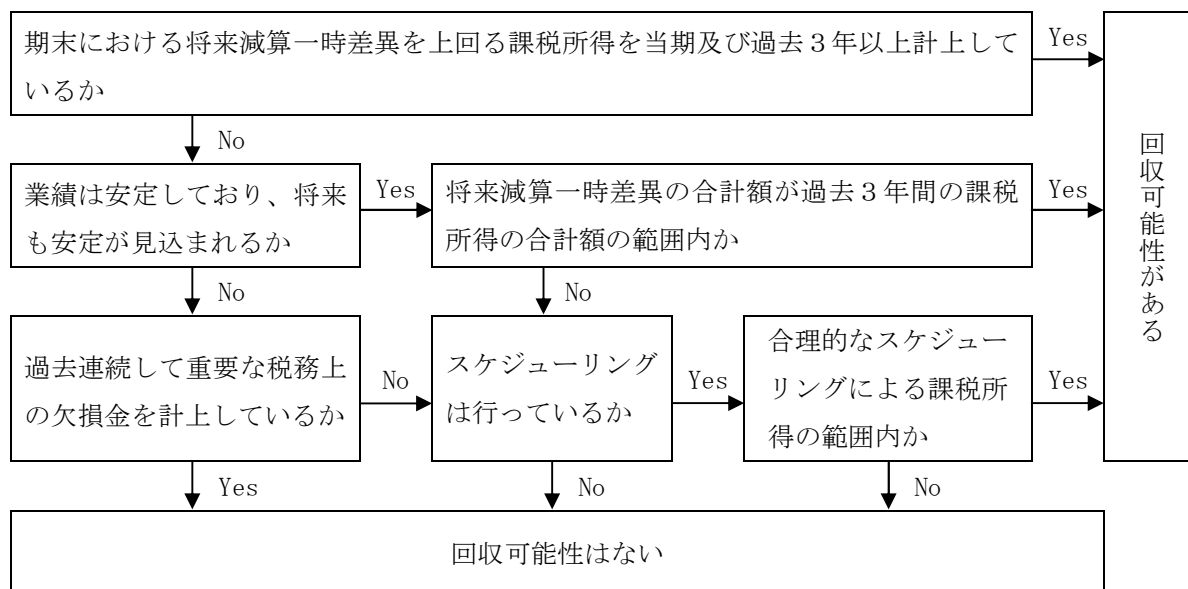 期末における将来減算一時差異を上回る課税所得を当期及び過去３年以上計上して
いるか
Yes
No
回収可能性がある
業績は安定しており、将来
も安定が見込まれるか
Yes
将来減算一時差異の合計額が過去３年間の課税
所得の合計額の範囲内か
Yes
No
No
過去連続して重要な税務上
の欠損金を計上しているか
No
スケジューリング
は行っているか
Yes
合理的なスケジュー
リングによる課税所
得の範囲内か
Yes
Yes
No
No
回収可能性はない